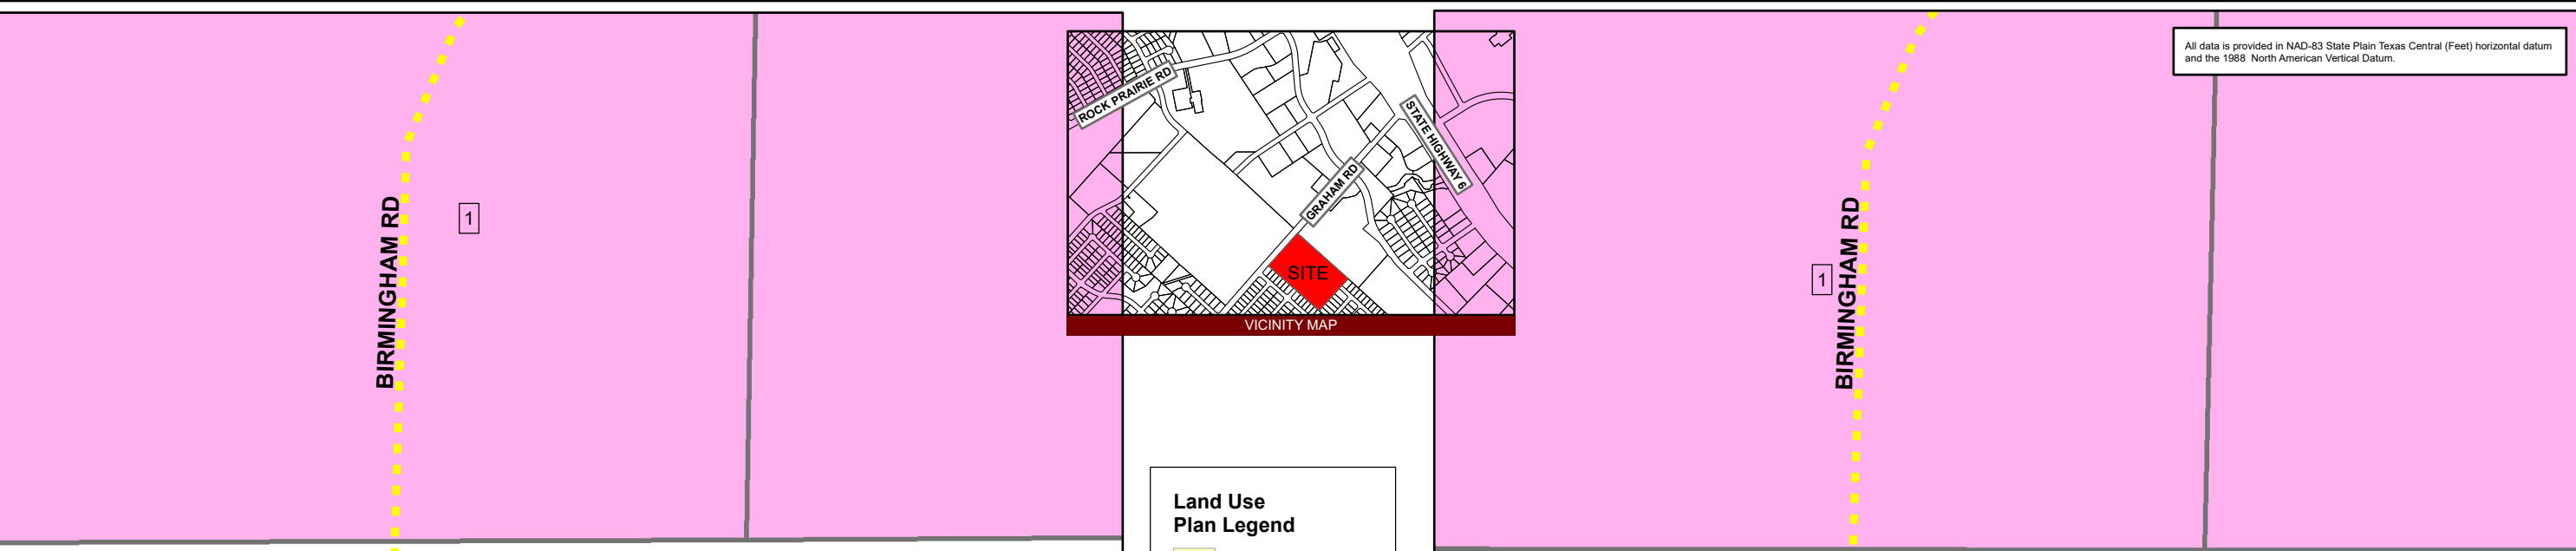 BIRMINGHAM RD
1
ROCK PRAIRIE RD
STATE HIGHWAY 6
GRAHAM RD
SITE
VICINITY MAP
Land Use
Plan Legend
BIRMINGHAM RD
1
All data is provided in NAD-83 State Plain Texas Central (Feet) horizontal datum
and the 1988 North American Vertical Datum.